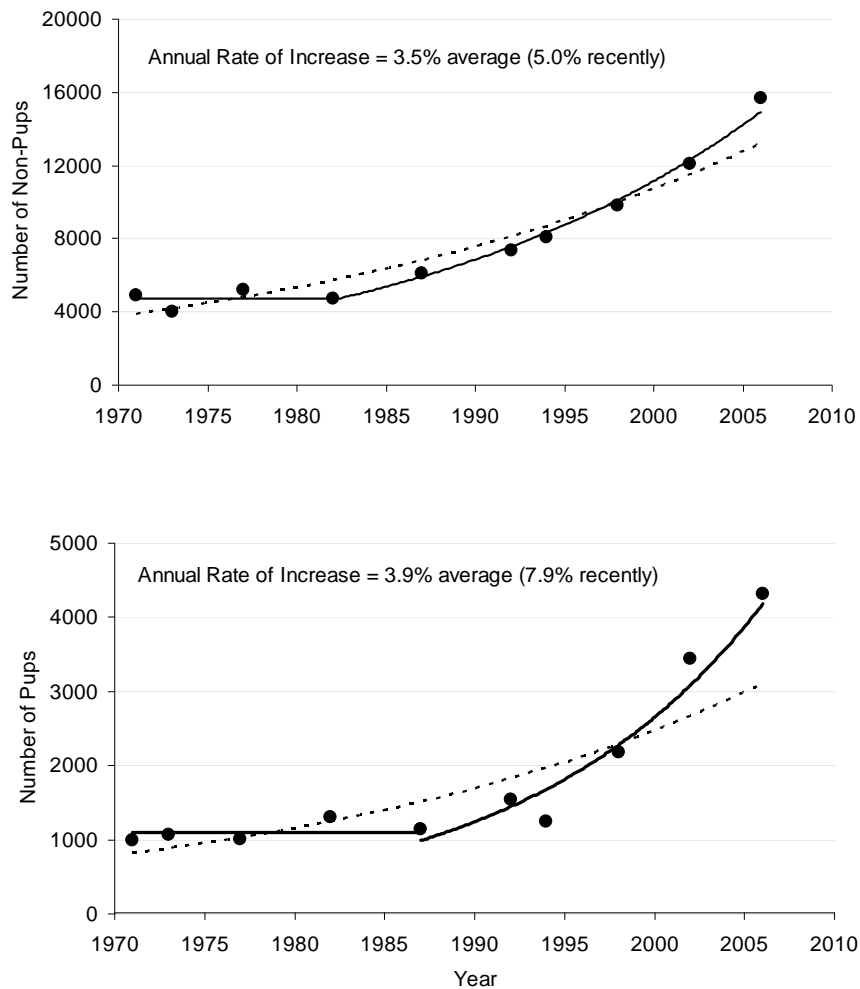 20000
Annual Rate of Increase = 3.5% average (5.0% recently)
16000
12000
8000
4000
0
Number of Non-Pups
1970 1975 1980 1985 1990 1995 2000 2005 2010
5000
Annual Rate of Increase = 3.9% average (7.9% recently)
4000
3000
2000
1000
0
Number of Pups
1970 1975 1980 1985 1990 1995 2000 2005 2010
Year